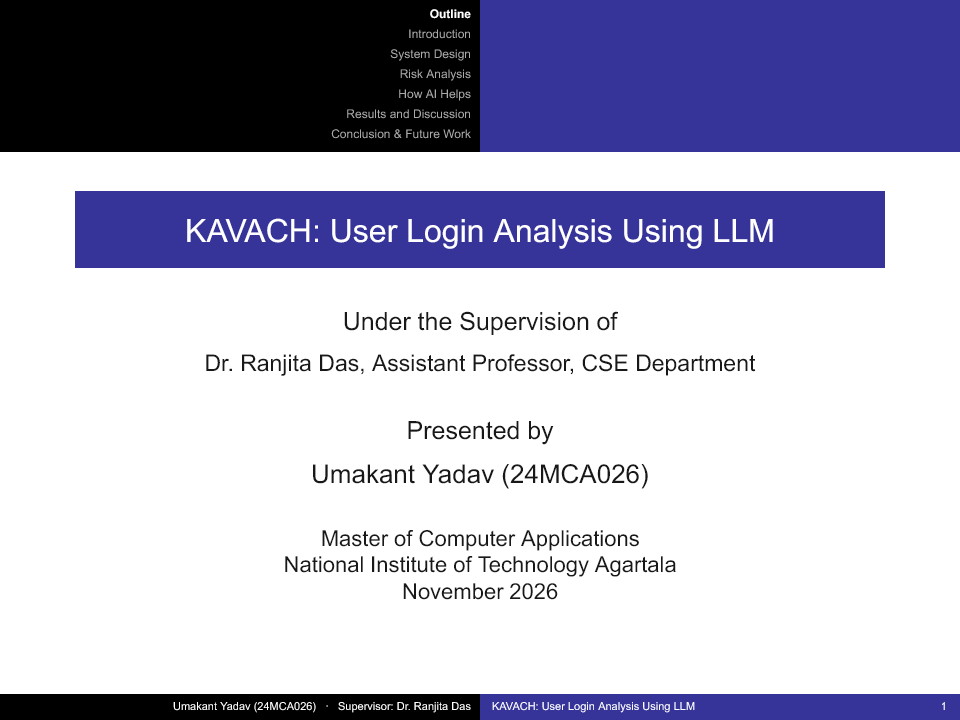 Outline
Introduction
System Design
Risk Analysis
How AI Helps
Results and Discussion
Conclusion & Future Work
KAVACH: User Login Analysis Using LLM
Under the Supervision of
Dr. Ranjita Das, Assistant Professor, CSE Department
Presented by
Umakant Yadav (24MCA026)
Master of Computer Applications
National Institute of Technology Agartala
November 2026
Umakant Yadav (24MCA026) · Supervisor: Dr. Ranjita Das KAVACH: User Login Analysis Using LLM 1